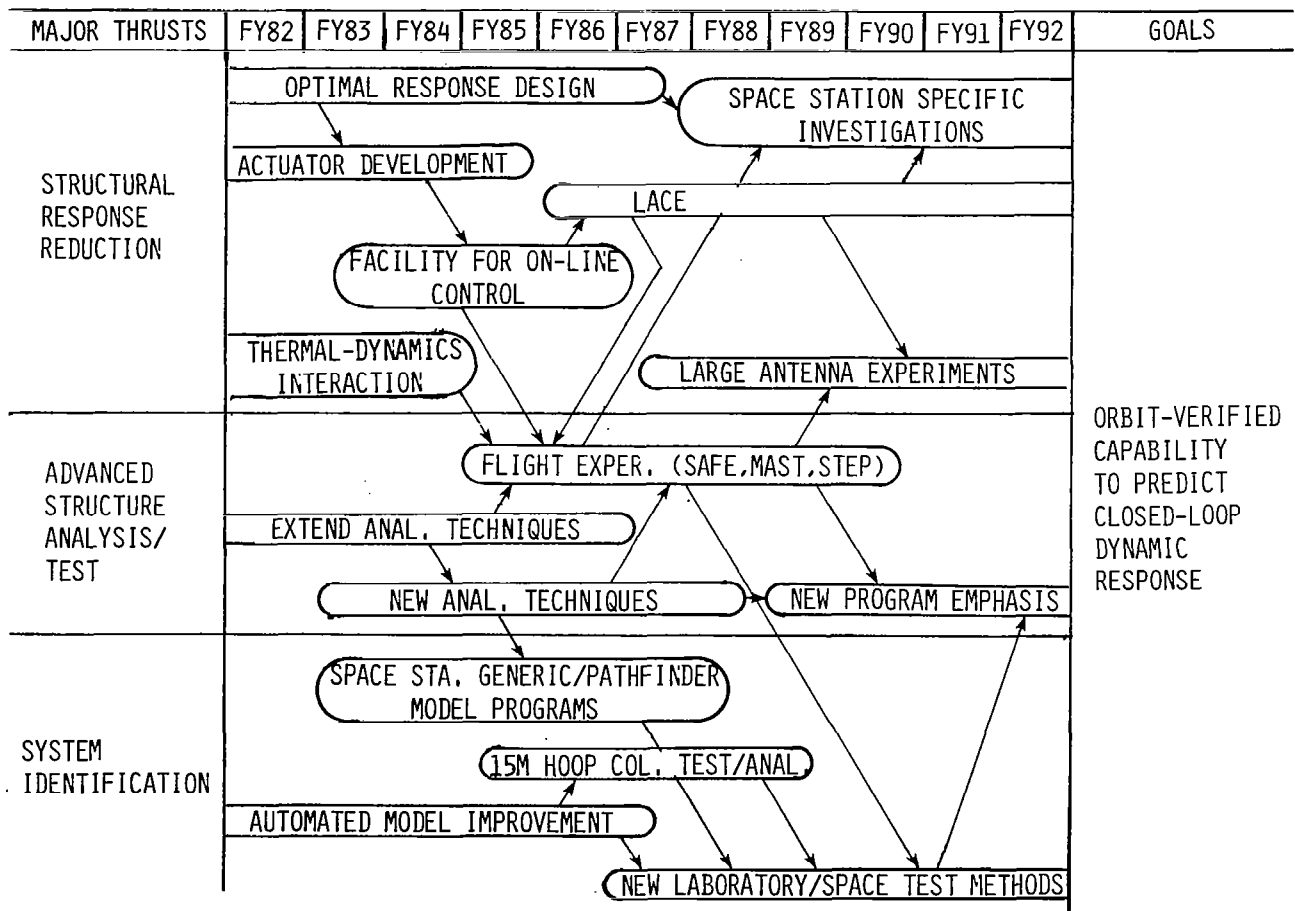 MAJOR THRUSTS FY82 FY83 FY84 FY85 FY86 FY87 FY88 FY89 FY90 FY91 FY92 GOALS
STRUCTURAL
RESPONSE
REDUCTION
OPTIMAL RESPONSE DESIGN
SPACE STATION SPECIFIC
INVESTIGATIONS
ACTUATOR DEVELOPMENT
LACE
FACILITY FOR ON-LINE
CONTROL
THERMAL-DYNAMICS
INTERACTION
LARGE ANTENNA EXPERIMENTS
ADVANCED
STRUCTURE
ANALYSIS/
TEST
FLIGHT EXPER. (SAFE,MAST,STEP)
EXTEND ANAL. TECHNIQUES
NEW ANAL. TECHNIQUES
NEW PROGRAM EMPHASIS
SYSTEM
IDENTIFICATION
SPACE STA. GENERIC/PATHFINDER
MODEL PROGRAMS
15M HOOP COL. TEST/ANAL.
AUTOMATED MODEL IMPROVEMENT
NEW LABORATORY/SPACE TEST METHODS
ORBIT-VERIFIED
CAPABILITY
TO PREDICT
CLOSED-LOOP
DYNAMIC
RESPONSE